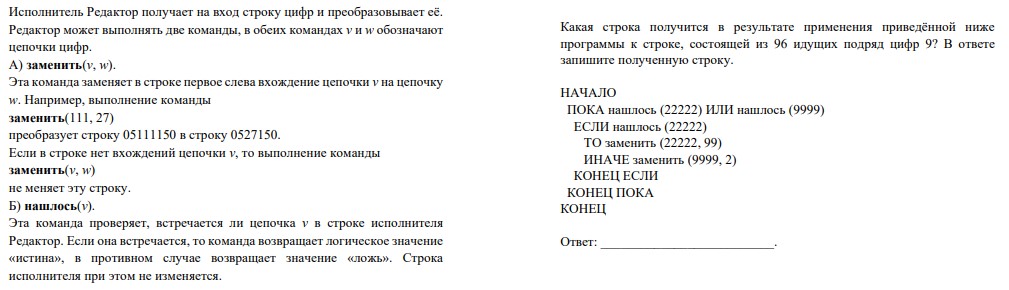 Исполнитель Редактор получает на вход строку цифр и преобразовывает её.
Редактор может выполнять две команды, в обеих командах v и w обозначают
цепочки цифр.
А) заменить(v, w).
Эта команда заменяет в строке первое слева вхождение цепочки v на цепочку
w. Например, выполнение команды
заменить(111, 27)
преобразует строку 05111150 в строку 0527150.
Если в строке нет вхождений цепочки v, то выполнение команды
заменить(v, w)
не меняет эту строку.
Б) нашлось(v).
Эта команда проверяет, встречается ли цепочка v в строке исполнителя
Редактор. Если она встречается, то команда возвращает логическое значение
«истина», в противном случае возвращает значение «ложь». Строка
исполнителя при этом не изменяется.
Какая строка получится в результате применения приведённой ниже
программы к строке, состоящей из 96 идущих подряд цифр 9? В ответе
запишите полученную строку.
НАЧАЛО
ПОКА нашлось (22222) ИЛИ нашлось (9999)
ЕСЛИ нашлось (22222)
ТО заменить (22222, 99)
ИНАЧЕ заменить (9999, 2)
КОНЕЦ ЕСЛИ
КОНЕЦ ПОКА
КОНЕЦ
Ответ: ___________________________.